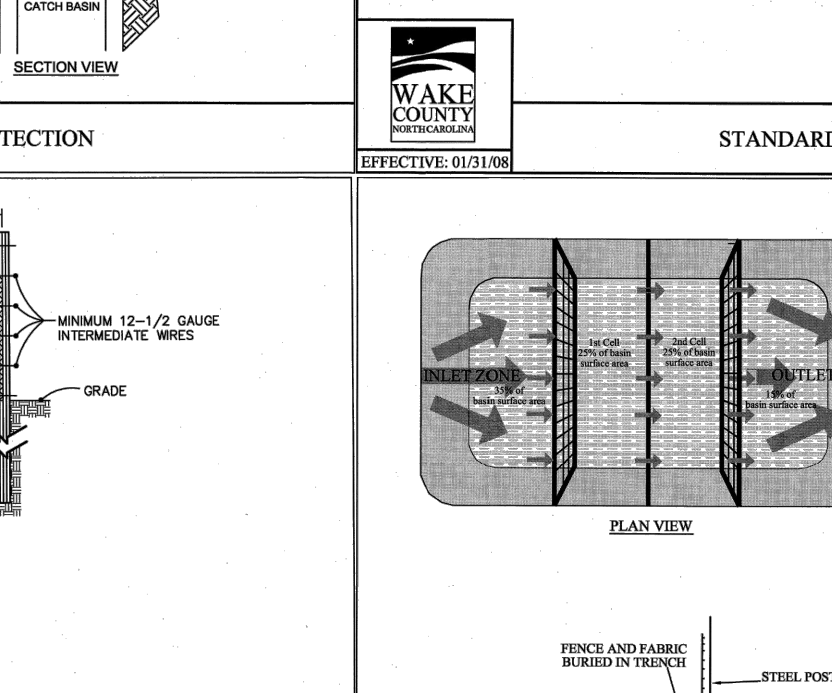 CATCH BASIN
SECTION VIEW
WAKE
COUNTY
NORTH CAROLINA
TECTION
STANDARD
EFFECTIVE: 01/31/08
MINIMUM 12-1/2 GAUGE
INTERMEDIATE WIRES
GRADE
1st Cell
25% of basin
surface area
2nd Cell
25% of basin
surface area
INLET ZONE
35% of
basin surface area
OUTLET
15% of
basin surface area
PLAN VIEW
FENCE AND FABRIC
BURIED IN TRENCH
STEEL POST